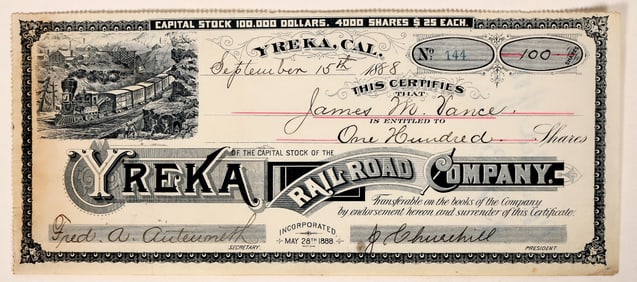 CAPITAL STOCK 100,000 DOLLARS. 4000 SHARES $25 EACH.
YREKA, CAL.
Nº 144
100
September 15th 1888
THIS CERTIFIES
THAT
James M. Vance
IS ENTITLED TO
One Hundred Shares
OF THE CAPITAL STOCK OF THE
YREKA RAILROAD COMPANY.
Transferable on the books of the Company
by endorsement hereon and surrender of this Certificate.
INCORPORATED
MAY 28TH 1888
Fred. A. Autenrieth
SECRETARY.
J Churchill
PRESIDENT.